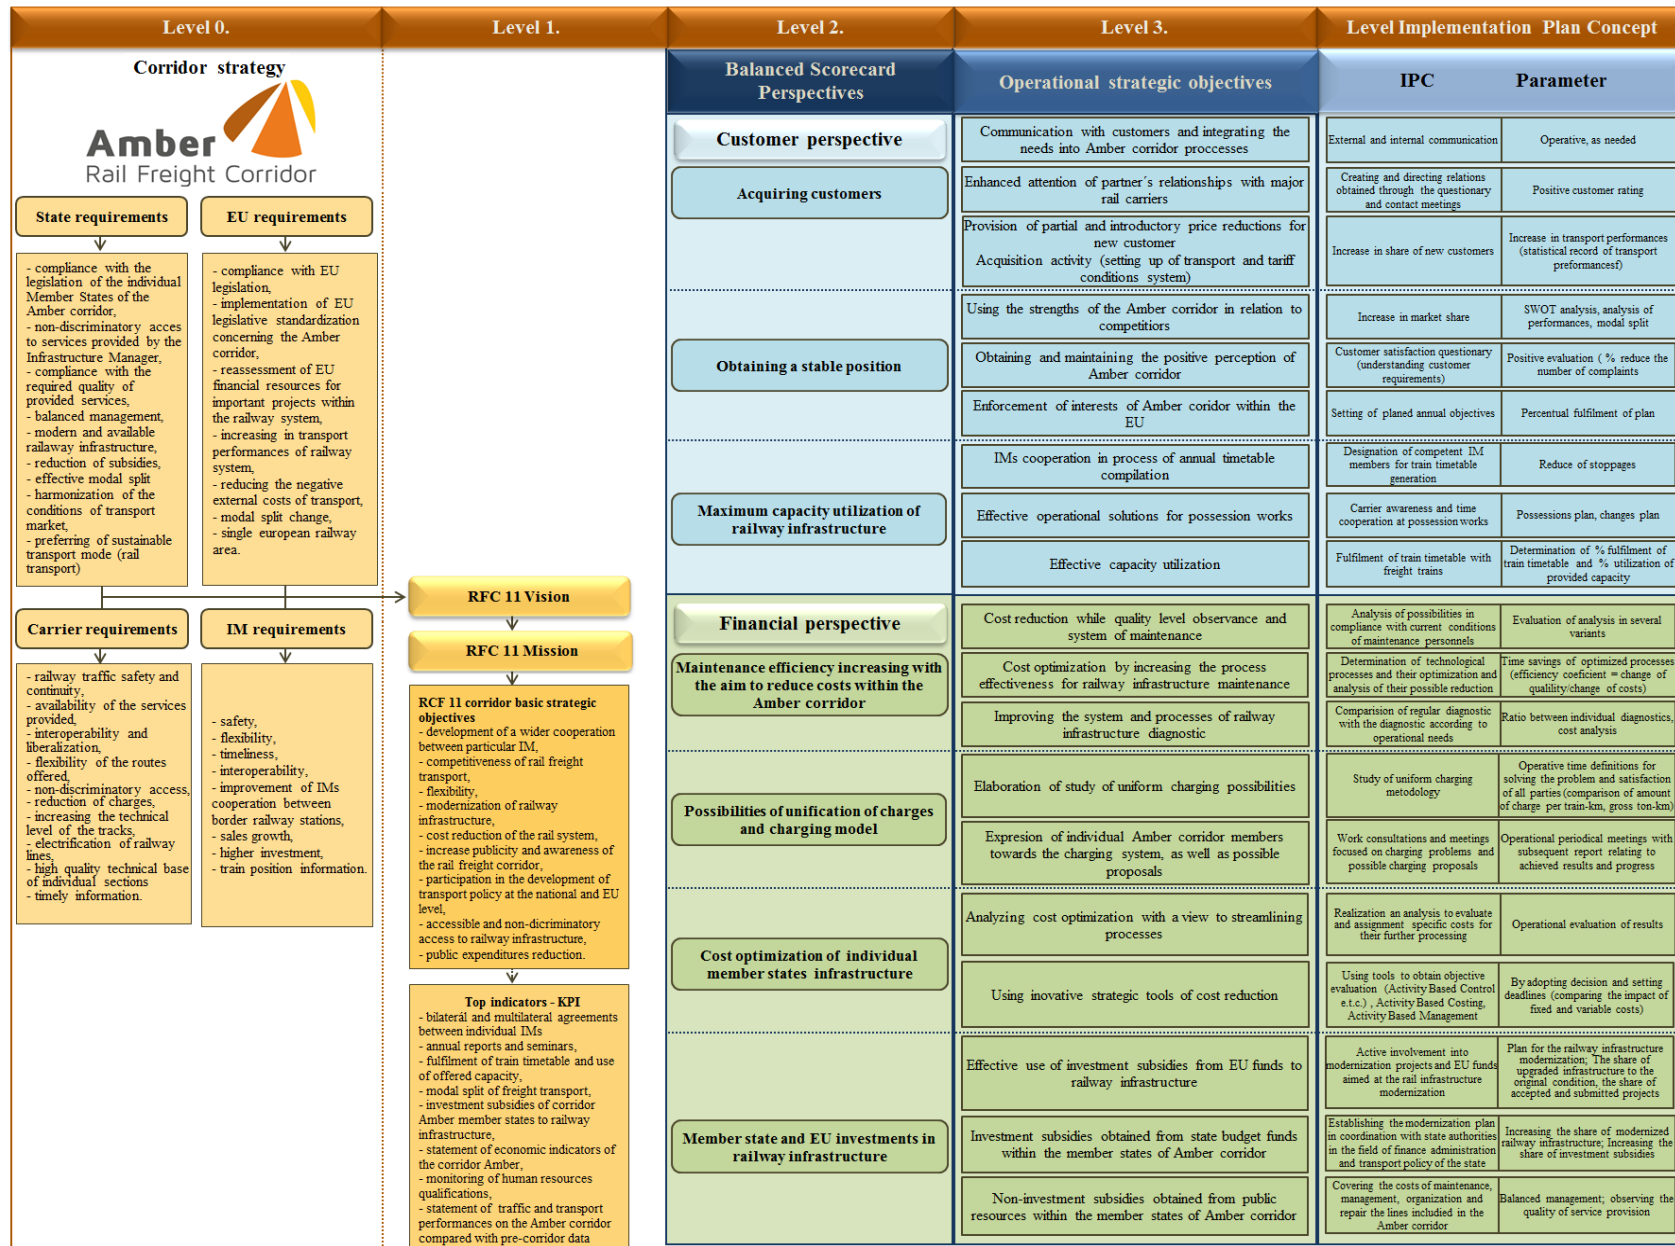 Level 0.
Level 1.
Level 2.
Level 3.
Level Implementation Plan Concept
Corridor strategy
Amber
Rail Freight Corridor
State requirements
EU requirements
- compliance with the
legislation of the individual
Member States of the
Amber corridor,
- non-discriminatory acces
to services provided by the
Infrastructure Manager,
- compliance with the
required quality of
provided services,
- balanced management,
- modern and available
railaway infrastructure,
- reduction of subsidies,
- effective modal split
- harmonization of the
conditions of transport
market,
- preferring of sustainable
transport mode (rail
transport)
- compliance with EU
legislation,
- implementation of EU
legislative standardization
concerning the Amber
corridor,
- reassessment of EU
financial resources for
important projects within
the railway system,
- increasing in transport
performances of railway
system,
- reducing the negative
external costs of transport,
- modal split change,
- single european railway
area.
Carrier requirements
IM requirements
- railway traffic safety and
continuity,
- availability of the services
provided,
- interoperability and
liberalization,
- flexibility of the routes
offered,
- non-discriminatory access,
- reduction of charges,
- increasing the technical
level of the tracks,
- electrification of railway
lines,
- high quality technical base
of individual sections
- timely information.
- safety,
- flexibility,
- timeliness,
- interoperability,
- improvement of IMs
cooperation between
border railway stations,
- sales growth,
- higher investment,
- train position information.
RFC 11 Vision
RFC 11 Mission
RCF 11 corridor basic strategic
objectives
- development of a wider cooperation
between particular IM,
- competitiveness of rail freight
transport,
- flexibility,
- modernization of railway
infrastructure,
- cost reduction of the rail system,
- increase publicity and awareness of
the rail freight corridor,
- participation in the development of
transport policy at the national and EU
level,
- accessible and non-dicriminatory
access to railway infrastructure,
- public expenditures reduction.
Top indicators - KPI
- bilaterál and multilateral agreements
between individual IMs
- annual reports and seminars,
- fulfilment of train timetable and use
of offered capacity,
- modal split of freight transport,
- investment subsidies of corridor
Amber member states to railway
infrastructure,
- statement of economic indicators of
the corridor Amber,
- monitoring of human resources
qualifications,
- statement of traffic and transport
performances on the Amber corridor
compared with pre-corridor data
Balanced Scorecard
Perspectives
Operational strategic objectives
IPC
Parameter
Customer perspective
Communication with customers and integrating the
needs into Amber corridor proccesses
External and internal communication
Operative, as needed
Acquiring customers
Enhanced attention of partner´s relationships with major
rail carriers
Creating and directing relations
obtained through the questionary
and contact meetings
Positive customer rating
Provision of partial and introductory price reductions for
new customer
Acquisition activity (setting up of transport and tariff
conditions system)
Increase in share of new customers
Increase in transport performances
(statistical record of transport
preformancesf)
Obtaining a stable position
Using the strengths of the Amber corridor in relation to
competitiors
Increase in market share
SWOT analysis, analysis of
performances, modal split
Obtaining and maintaining the positive perception of
Amber corridor
Customer satisfaction questionary
(understanding customer
requirements)
Positive evaluation ( % reduce the
number of complaints
Enforcement of interests of Amber coridor within the
EU
Setting of planed annual objectives
Percentual fulfilment of plan
Maximum capacity utilization of
railway infrastructure
IMs cooperation in process of annual timetable
compilation
Designation of competent IM
members for train timetable
generation
Reduce of stoppages
Effective operational solutions for possession works
Carrier awareness and time
cooperation at possession works
Possessions plan, changes plan
Effective capacity utilization
Fulfilment of train timetable with
freight trains
Determination of % fulfilment of
train timetable and % utilization of
provided capacity
Financial perspective
Cost reduction while quality level observance and
system of maintenance
Analysis of possibilities in
compliance with current conditions
of maintenance personnels
Evaluation of analysis in several
variants
Maintenance efficiency increasing with
the aim to reduce costs within the
Amber corridor
Cost optimization by increasing the process
effectiveness for railway infrastructure maintenance
Determination of technological
processes and their optimization and
analysis of their possible reduction
Time savings of optimized processes
(efficiency coeficient = change of
qualility/change of costs)
Improving the system and processes of railway
infrastructure diagnostic
Comparision of regular diagnostic
with the diagnostic according to
operational needs
Ratio between individual diagnostics,
cost analysis
Possibilities of unification of charges
and charging model
Elaboration of study of uniform charging possibilities
Study of uniform charging
methodology
Operative time definitions for
solving the problem and satisfaction
of all parties (comparison of amount
of charge per train-km, gross ton-km)
Expresion of individual Amber corridor members
towards the charging system, as well as possible
proposals
Work consultations and meetings
focused on charging problems and
possible charging proposals
Operational periodical meetings with
subsequent report relating to
achieved results and progress
Cost optimization of individual
member states infrastructure
Analyzing cost optimization with a view to streamlining
processes
Realization an analysis to evaluate
and assignment specific costs for
their further processing
Operational evaluation of results
Using inovative strategic tools of cost reduction
Using tools to obtain objective
evaluation (Activity Based Control
e.t.c.) , Activity Based Costing,
Activity Based Management
By adopting decision and setting
deadlines (comparing the impact of
fixed and variable costs)
Member state and EU investments in
railway infrastructure
Effective use of investment subsidies from EU funds to
railway infrastructure
Active involvement into
modernization projects and EU funds
aimed at the rail infrastructure
modernization
Plan for the railway infrastructure
modernization; The share of
upgraded infrastructure to the
original condition, the share of
accepted and submitted projects
Investment subsidies obtained from state budget funds
within the member states of Amber corridor
Establishing the modernization plan
in coordination with state authorities
in the field of finance administration
and transport policy of the state
Increasing the share of modernized
railway infrastructure; Increasing the
share of investment subsidies
Non-investment subsidies obtained from public
resources within the member states of Amber corridor
Covering the costs of maintenance,
management, organization and
repair the lines included in the
Amber corridor
Balanced management; observing the
quality of service provision